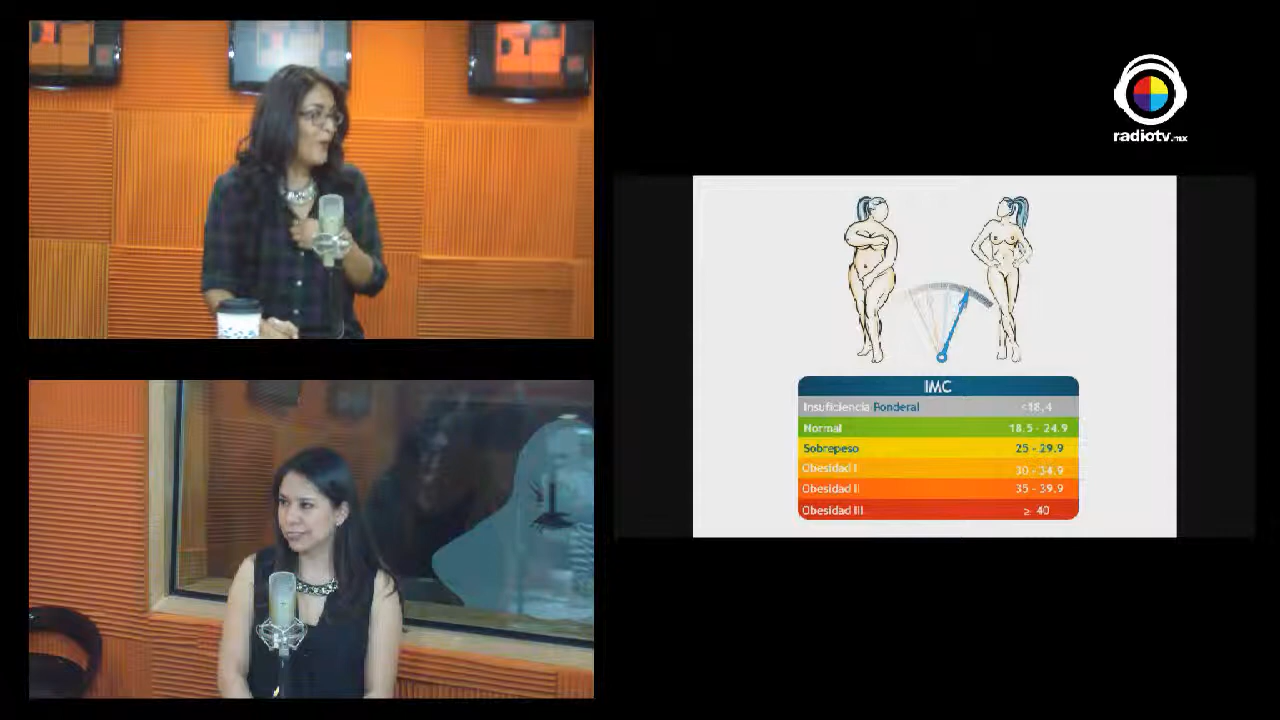 radiotv.mx
IMC
Insuficiencia Ponderal <18,4
Normal 18.5 - 24.9
Sobrepeso 25 - 29.9
Obesidad I 30 - 34.9
Obesidad II 35 - 39.9
Obesidad III ≥ 40